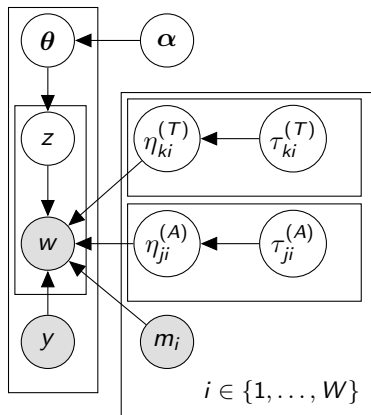 θ α
z η_{ki}^{(T)} τ_{ki}^{(T)}
w η_{ji}^{(A)} τ_{ji}^{(A)}
y m_i
i ∈ {1, . . . , W}